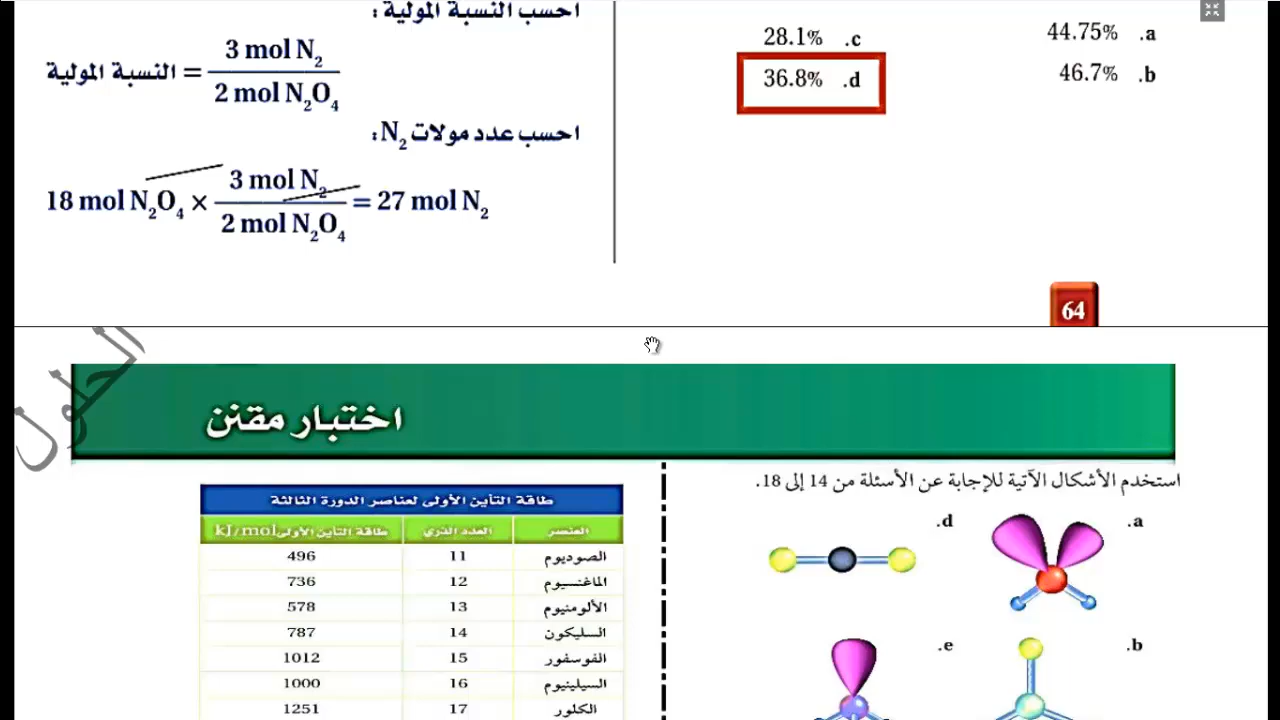 44.75% .a
46.7% .b
28.1% .c
36.8% .d
احسب النسبة المولية:
النسبة المولية = 3 mol N₂ / 2 mol N₂O₄
احسب عدد مولات N₂:
18 mol N₂O₄ × 3 mol N₂ / 2 mol N₂O₄ = 27 mol N₂
64
الحلول
اختبار مقنن
استخدم الأشكال الآتية للإجابة عن الأسئلة من 14 إلى 18.
.a
.d
.b
.e
طاقة التأين الأولى لعناصر الدورة الثالثة
العنصر العدد الذري طاقة التأين الأولى kJ/mol
الصوديوم 11 496
الماغنسيوم 12 736
الألومنيوم 13 578
السليكون 14 787
الفوسفور 15 1012
السيلينيوم 16 1000
الكلور 17 1251